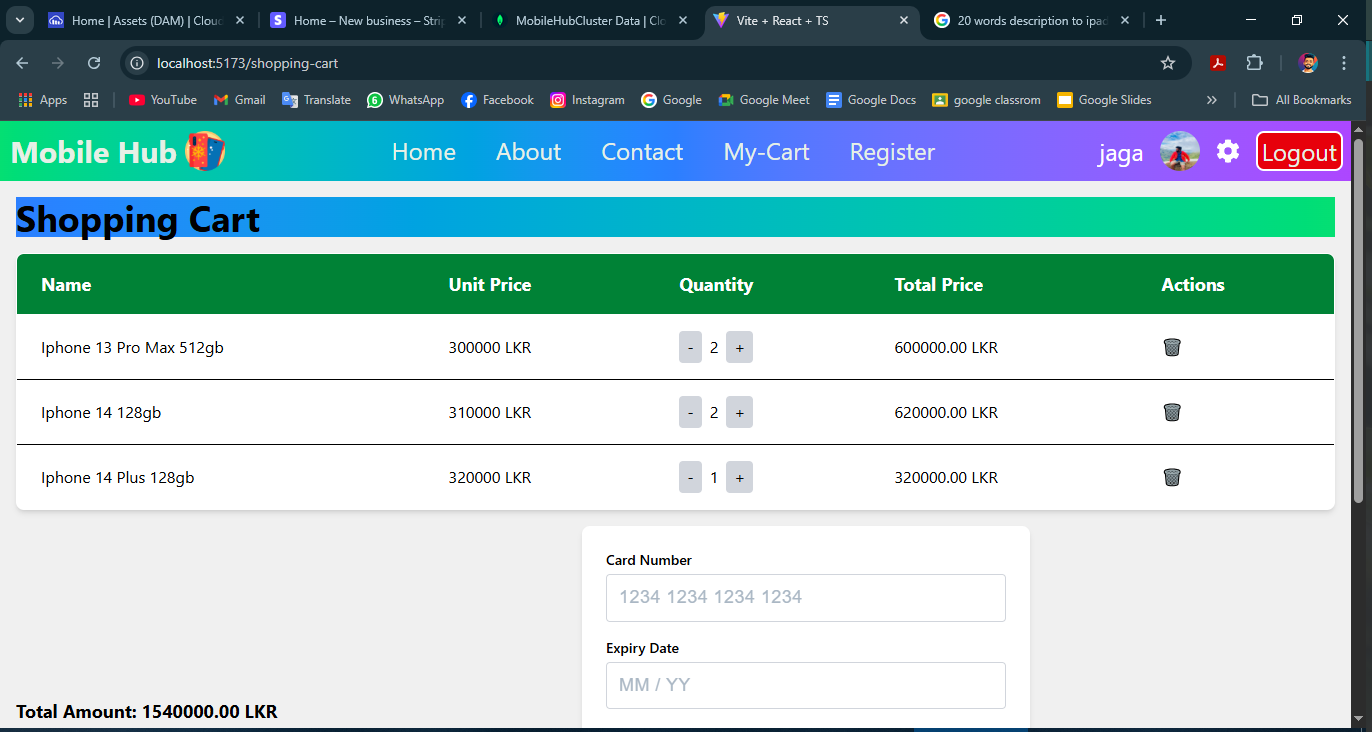 Home | Assets (DAM) | Cloud
Home – New business – Strip
MobileHubCluster Data | Clo
Vite + React + TS
20 words description to ipad
localhost:5173/shopping-cart
Apps YouTube Gmail Translate WhatsApp Facebook Instagram Google Google Meet Google Docs google classrom Google Slides » All Bookmarks
Mobile Hub Home About Contact My-Cart Register jaga Logout
Shopping Cart
Name Unit Price Quantity Total Price Actions
Iphone 13 Pro Max 512gb 300000 LKR - 2 + 600000.00 LKR
Iphone 14 128gb 310000 LKR - 2 + 620000.00 LKR
Iphone 14 Plus 128gb 320000 LKR - 1 + 320000.00 LKR
Card Number
1234 1234 1234 1234
Expiry Date
MM / YY
Total Amount: 1540000.00 LKR